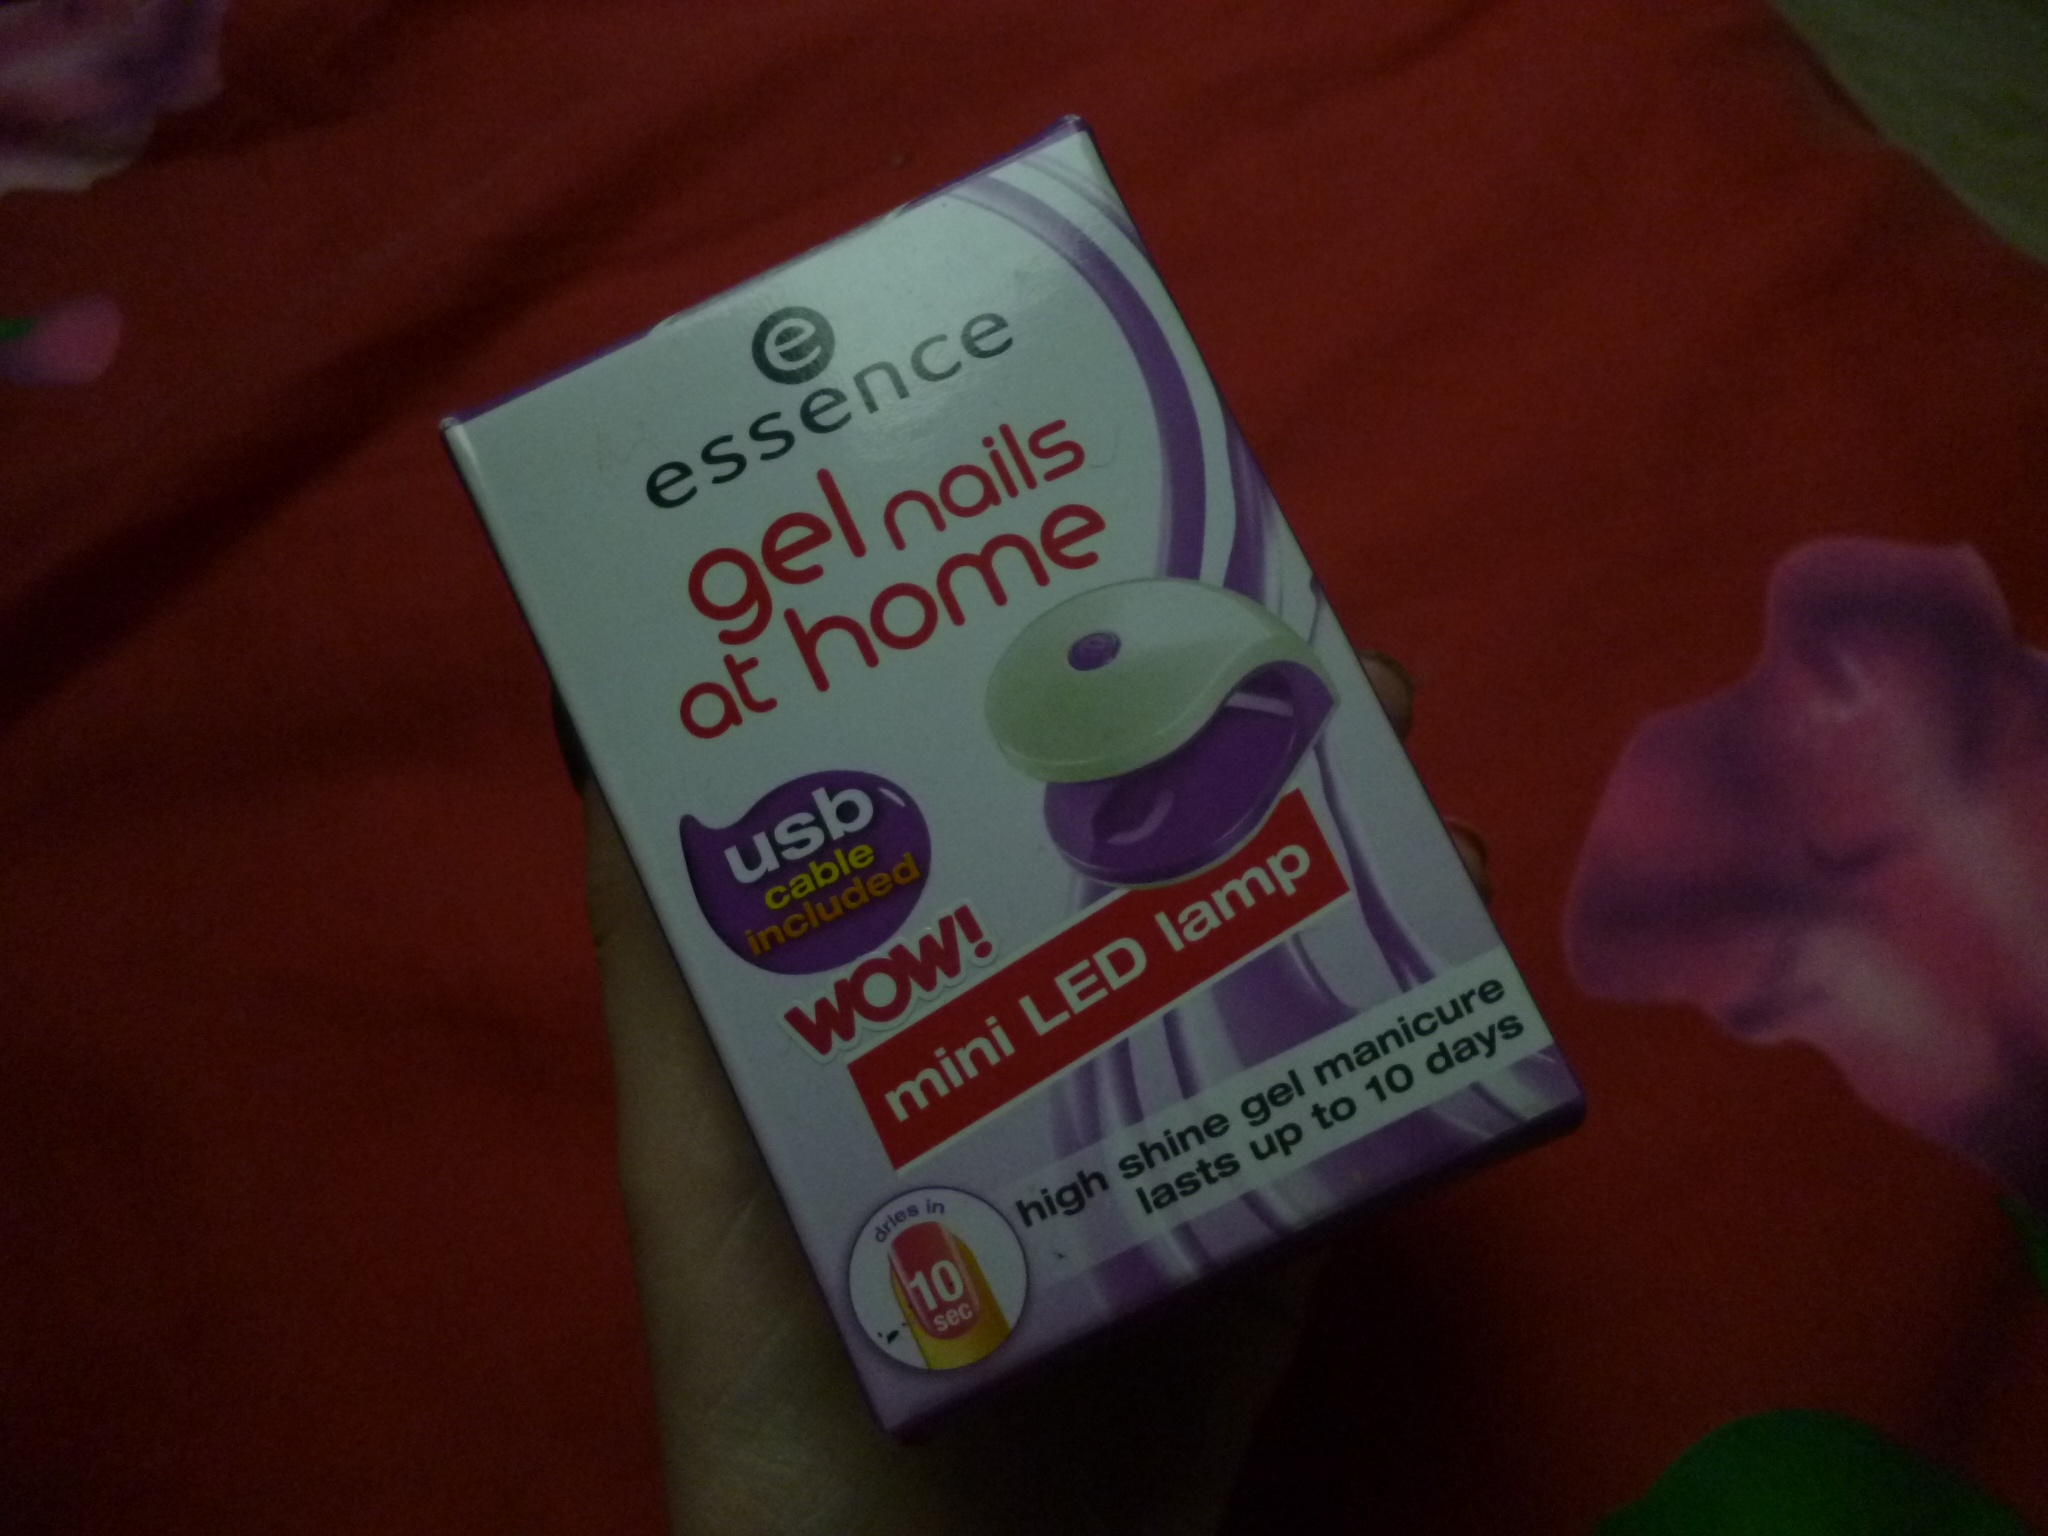 e
essence
gel nails
at home
usb
cable
included
WOW!
mini LED lamp
high shine gel manicure
lasts up to 10 days
dries in
10
sec